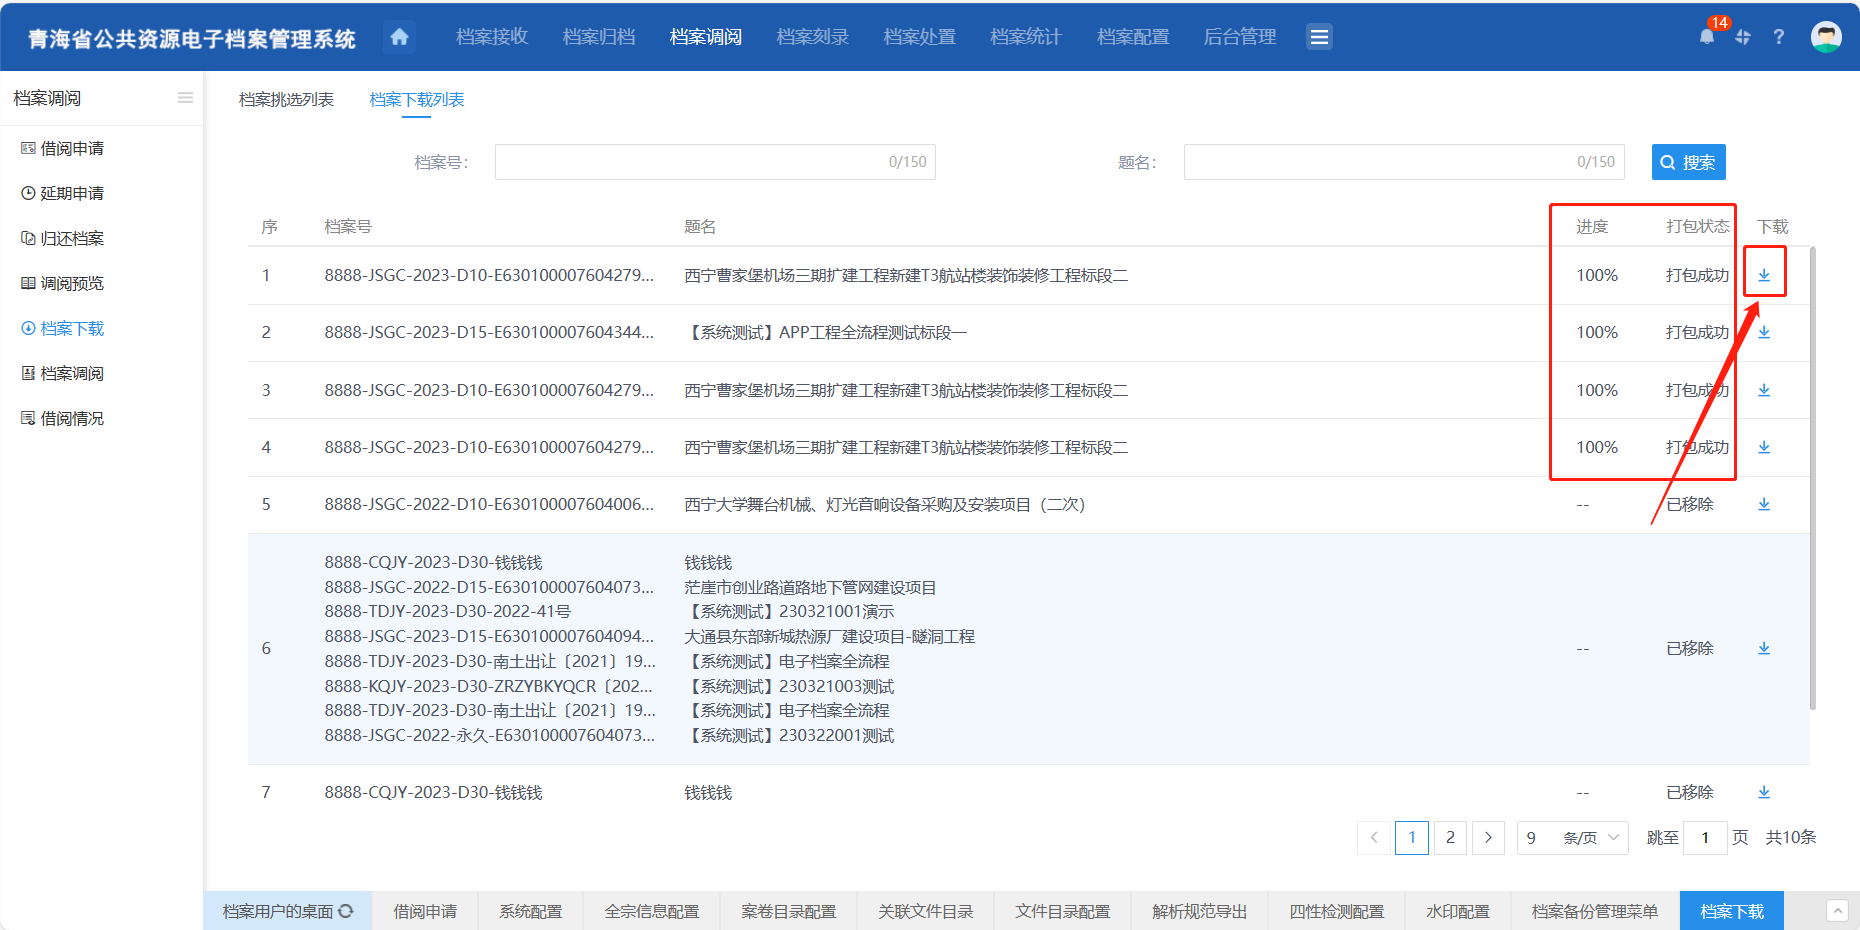 青海省公共资源电子档案管理系统
档案接收 档案归档 档案调阅 档案刻录 档案处置 档案统计 档案配置 后台管理
14
?
档案调阅
借阅申请
延期申请
归还档案
调阅预览
档案下载
档案调阅
借阅情况
档案挑选列表 档案下载列表
档案号: 0/150 题名: 0/150 搜索
序 档案号 题名 进度 打包状态 下载
1 8888-JSGC-2023-D10-E630100007604279... 西宁曹家堡机场三期扩建工程新建T3航站楼装饰装修工程标段二 100% 打包成功
2 8888-JSGC-2023-D15-E630100007604344... 【系统测试】APP工程全流程测试标段一 100% 打包成功
3 8888-JSGC-2023-D10-E630100007604279... 西宁曹家堡机场三期扩建工程新建T3航站楼装饰装修工程标段二 100% 打包成功
4 8888-JSGC-2023-D10-E630100007604279... 西宁曹家堡机场三期扩建工程新建T3航站楼装饰装修工程标段二 100% 打包成功
5 8888-JSGC-2022-D10-E630100007604006... 西宁大学舞台机械、灯光音响设备采购及安装项目（二次） -- 已移除
8888-CQJY-2023-D30-钱钱钱 钱钱钱
8888-JSGC-2022-D15-E630100007604073... 茫崖市创业路道路地下管网建设项目
8888-TDJY-2023-D30-2022-41号 【系统测试】230321001演示
8888-JSGC-2023-D15-E630100007604094... 大通县东部新城热源厂建设项目-隧洞工程
6 -- 已移除
8888-TDJY-2023-D30-南土出让〔2021〕19... 【系统测试】电子档案全流程
8888-KQJY-2023-D30-ZRZYBKYQCR〔202... 【系统测试】230321003测试
8888-TDJY-2023-D30-南土出让〔2021〕19... 【系统测试】电子档案全流程
8888-JSGC-2022-永久-E630100007604073... 【系统测试】230322001测试
7 8888-CQJY-2023-D30-钱钱钱 钱钱钱 -- 已移除
1 2 9 条/页 跳至 1 页 共10条
档案用户的桌面 借阅申请 系统配置 全宗信息配置 案卷目录配置 关联文件目录 文件目录配置 解析规范导出 四性检测配置 水印配置 档案备份管理菜单 档案下载